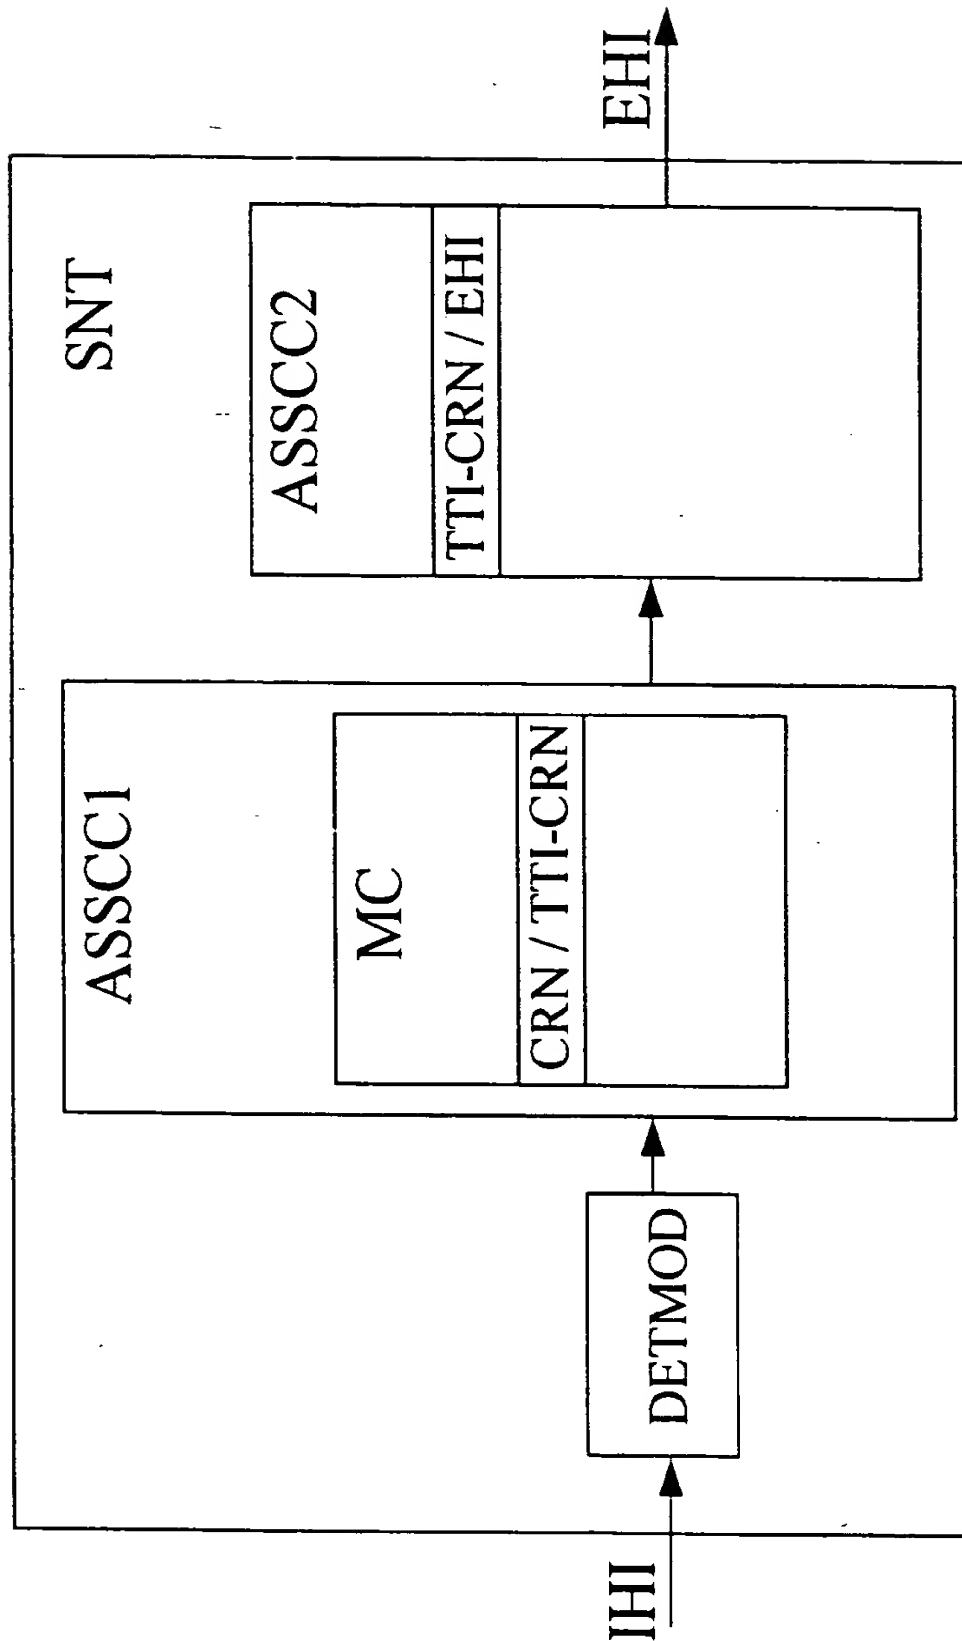 SNT
ASSCC1
ASSCC2
MC
TTI-CRN / EHI
CRN / TTI-CRN
DETMOD
IHI
EHI